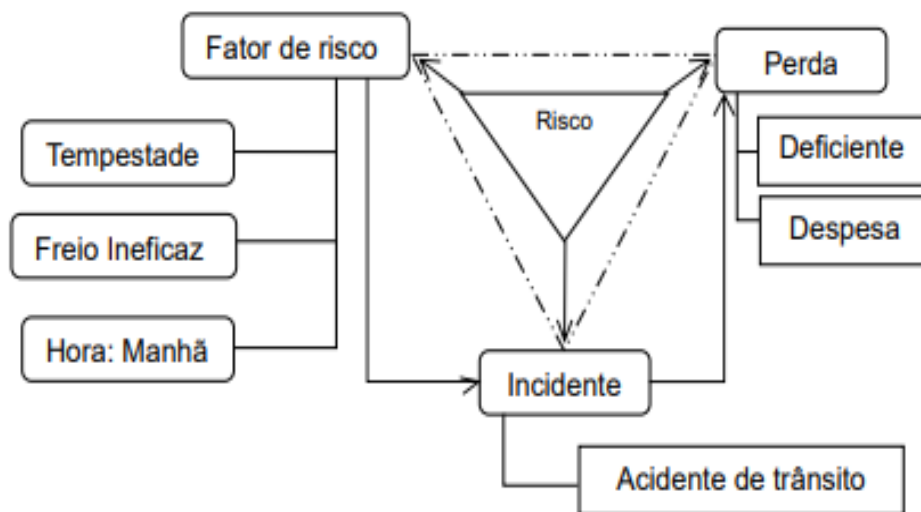 Fator de risco
Perda
Risco
Tempestade
Deficiente
Freio Ineficaz
Despesa
Hora: Manhã
Incidente
Acidente de trânsito